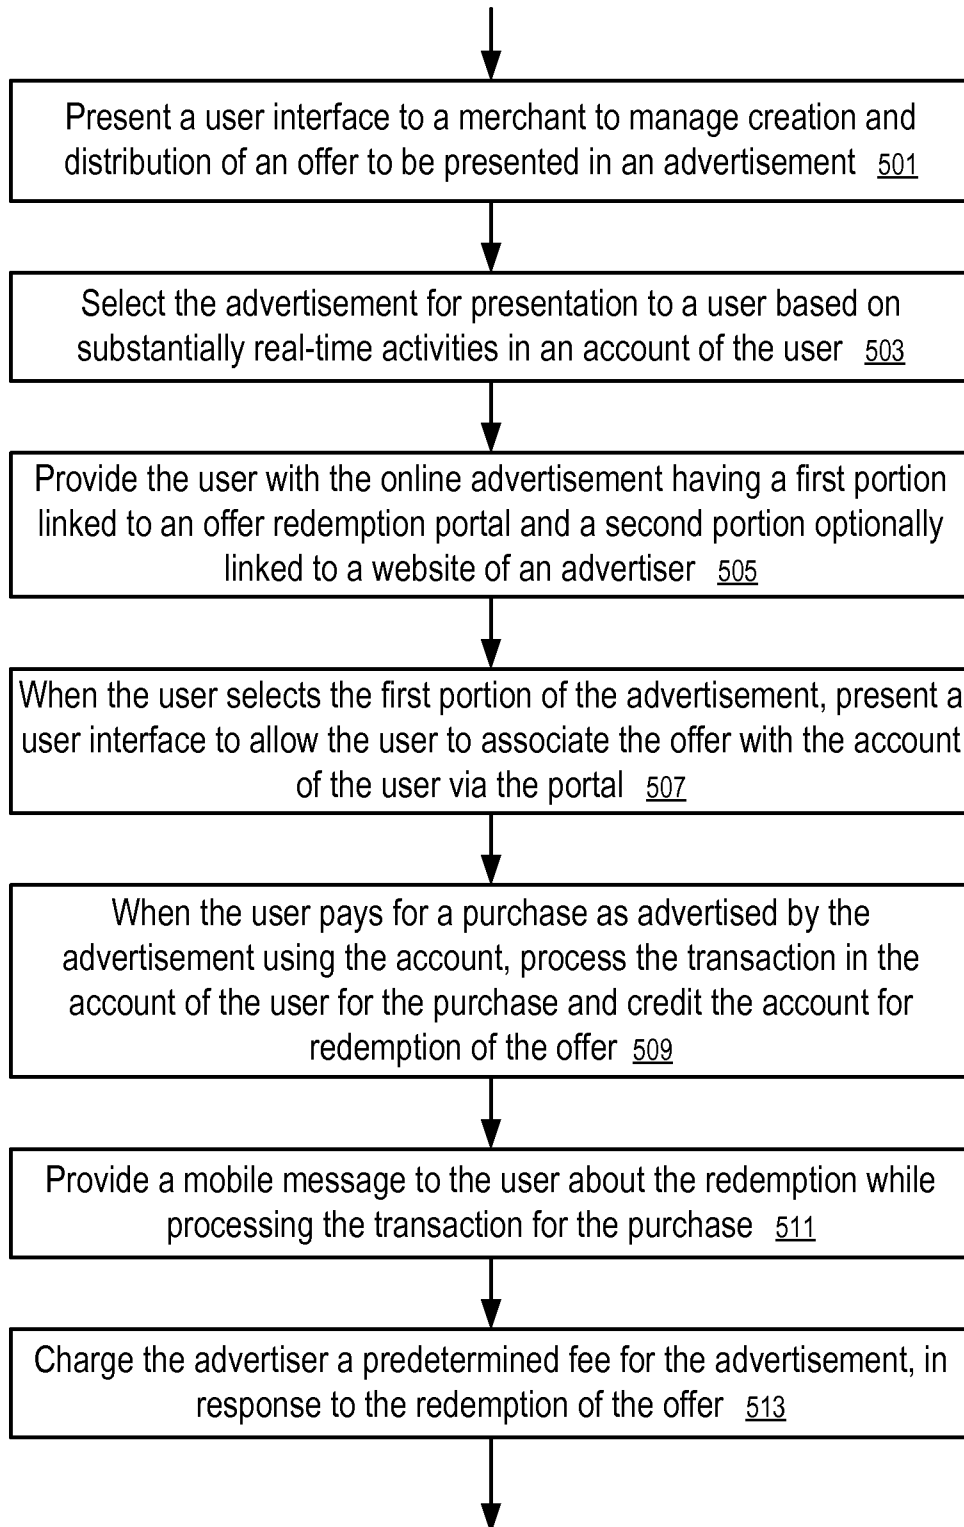 Present a user interface to a merchant to manage creation and
distribution of an offer to be presented in an advertisement 501
Select the advertisement for presentation to a user based on
substantially real-time activities in an account of the user 503
Provide the user with the online advertisement having a first portion
linked to an offer redemption portal and a second portion optionally
linked to a website of an advertiser 505
When the user selects the first portion of the advertisement, present a
user interface to allow the user to associate the offer with the account
of the user via the portal 507
When the user pays for a purchase as advertised by the
advertisement using the account, process the transaction in the
account of the user for the purchase and credit the account for
redemption of the offer 509
Provide a mobile message to the user about the redemption while
processing the transaction for the purchase 511
Charge the advertiser a predetermined fee for the advertisement, in
response to the redemption of the offer 513